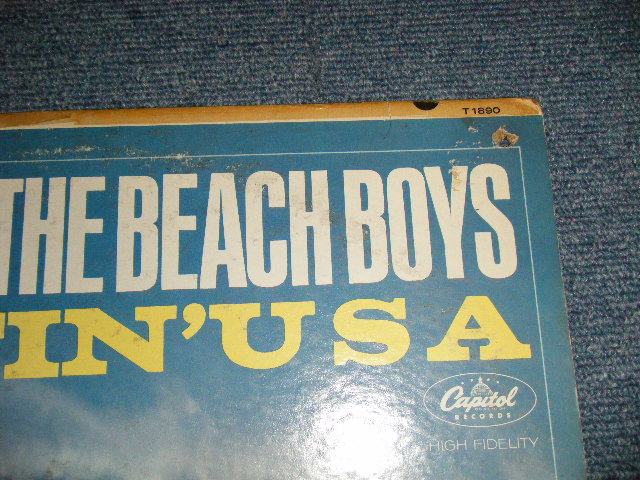 T1890
THE BEACH BOYS
IN' USA
Capitol
RECORDS
HIGH FIDELITY